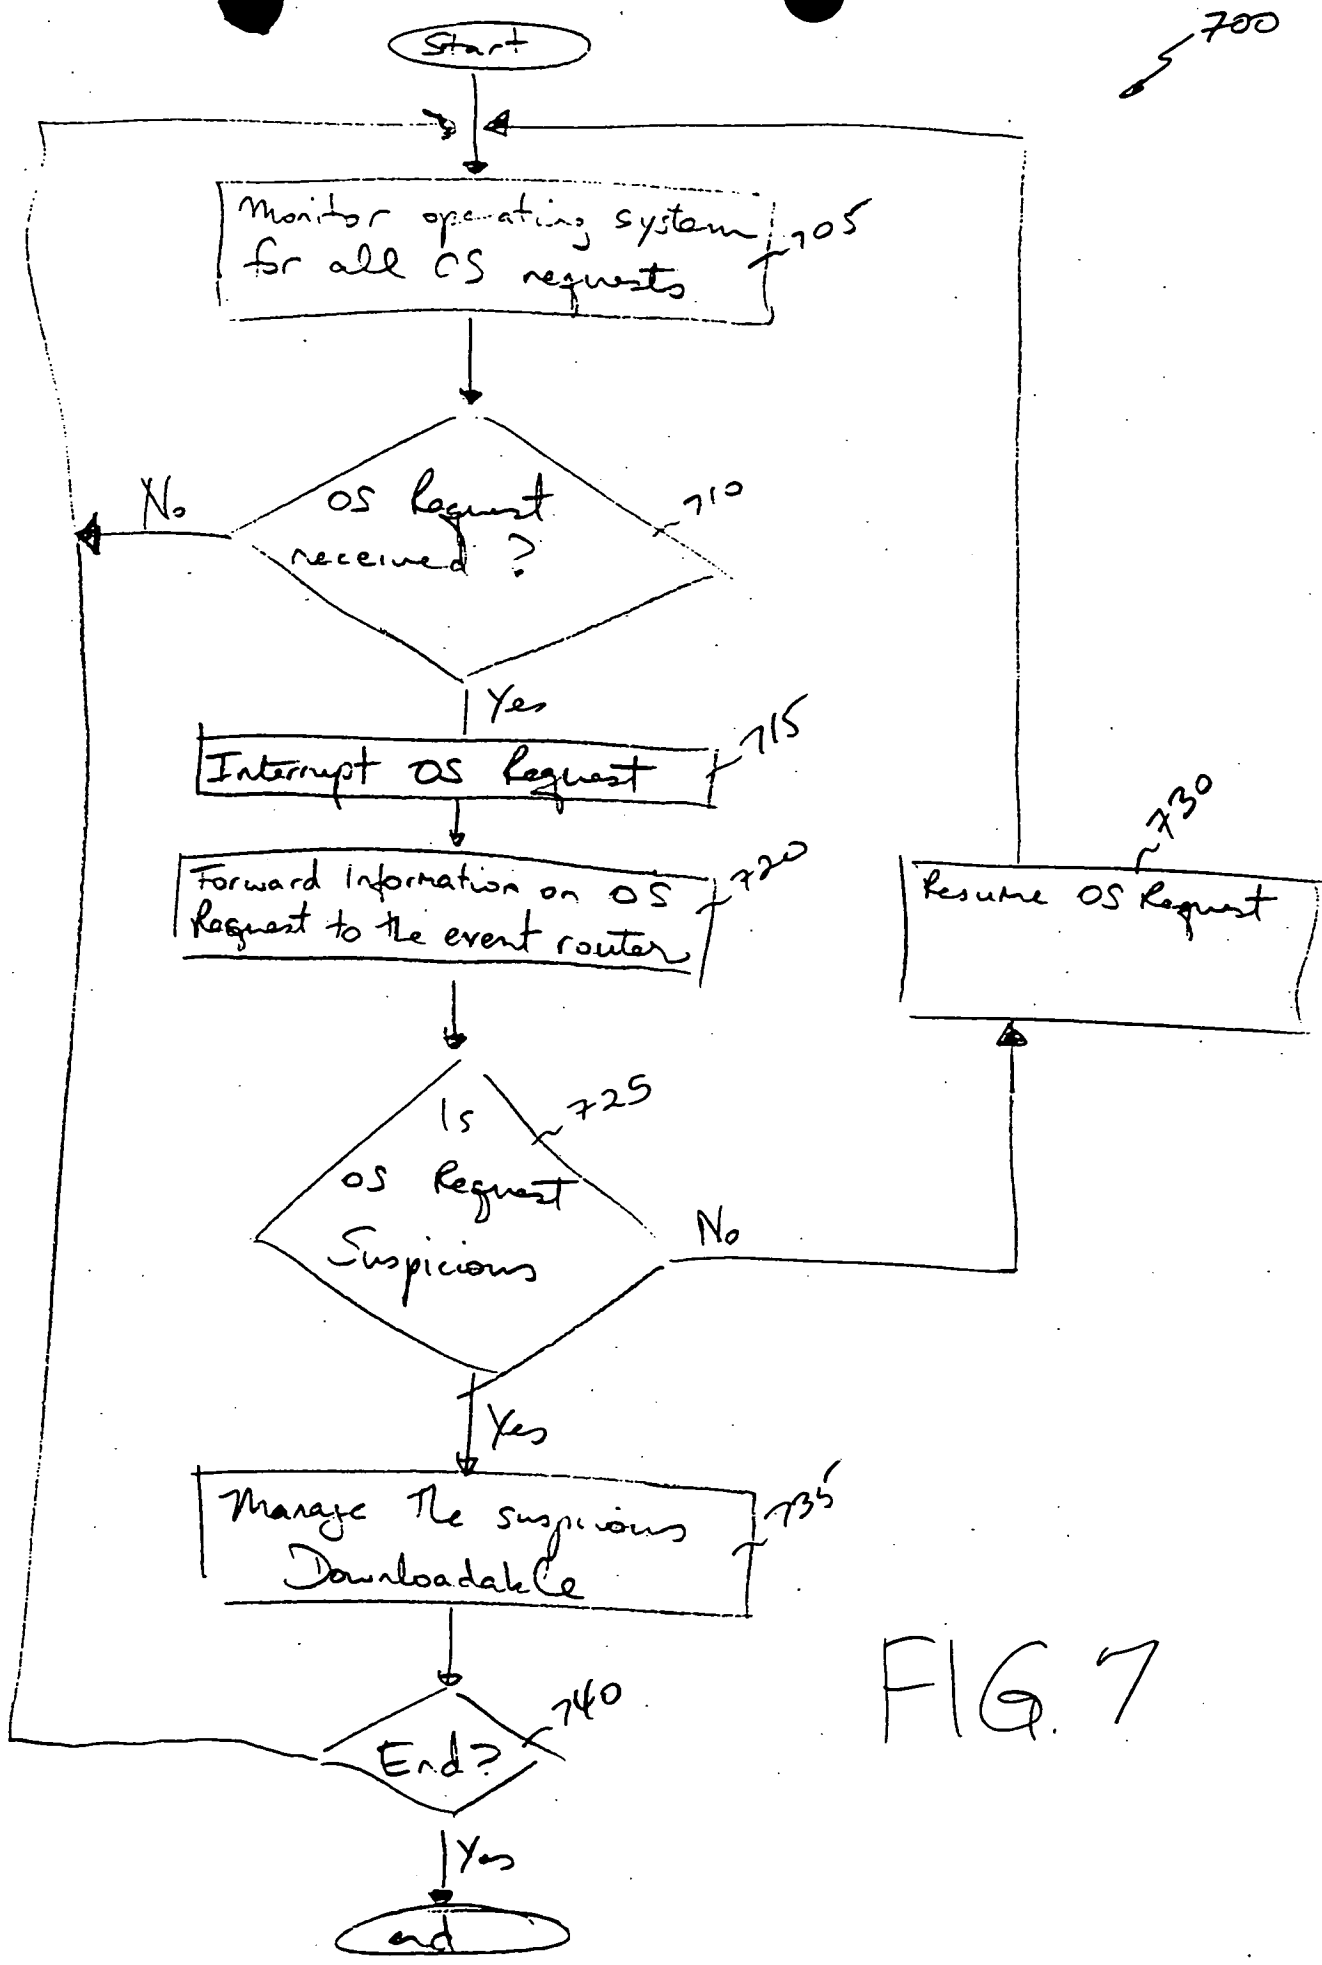 700
Start
Monitor operating system
for all OS requests
705
OS Request
received ?
710
No
Yes
Interrupt OS Request
715
Forward Information on OS
Request to the event router
720
Resume OS Request
730
Is
OS Request
Suspicious
725
No
Yes
Manage the suspicious
Downloadable
735
End?
740
Yes
end
FIG. 7